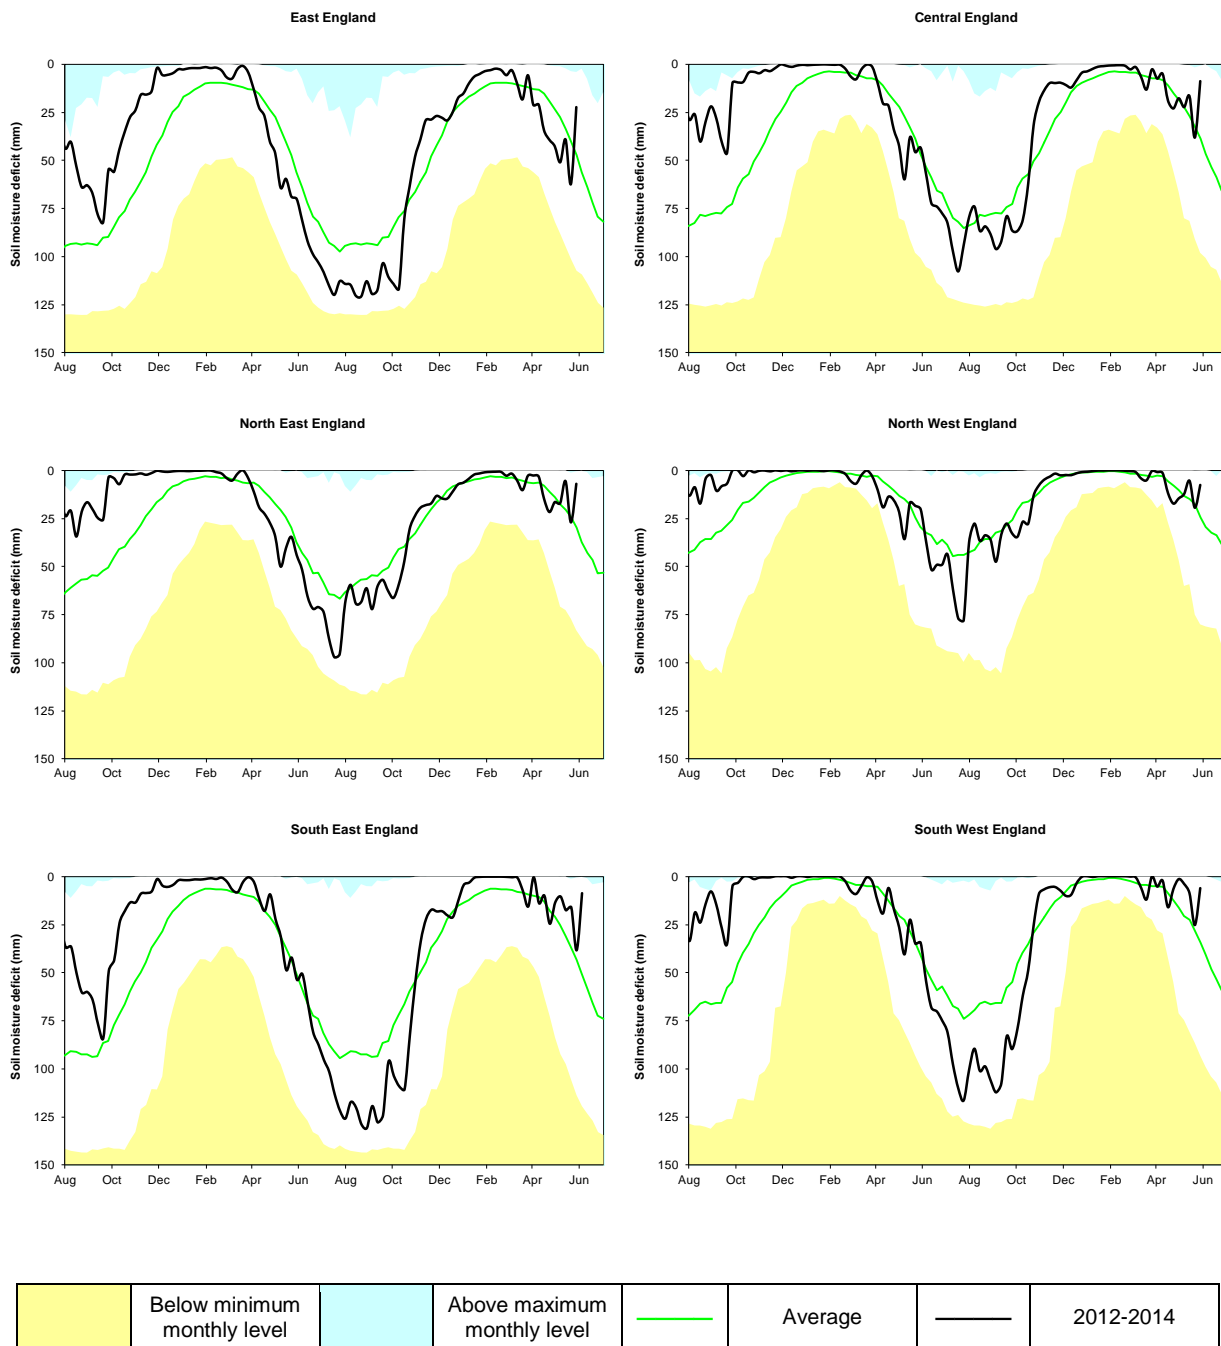 East England
Central England
Soil moisture deficit (mm)
0
25
50
75
100
125
150
Aug Oct Dec Feb Apr Jun Aug Oct Dec Feb Apr Jun
Soil moisture deficit (mm)
0
25
50
75
100
125
150
Aug Oct Dec Feb Apr Jun Aug Oct Dec Feb Apr Jun
North East England
North West England
Soil moisture deficit (mm)
0
25
50
75
100
125
150
Aug Oct Dec Feb Apr Jun Aug Oct Dec Feb Apr Jun
Soil moisture deficit (mm)
0
25
50
75
100
125
150
Aug Oct Dec Feb Apr Jun Aug Oct Dec Feb Apr Jun
South East England
South West England
Soil moisture deficit (mm)
0
25
50
75
100
125
150
Aug Oct Dec Feb Apr Jun Aug Oct Dec Feb Apr Jun
Soil moisture deficit (mm)
0
25
50
75
100
125
150
Aug Oct Dec Feb Apr Jun Aug Oct Dec Feb Apr Jun
Below minimum
monthly level
Above maximum
monthly level
Average
2012-2014